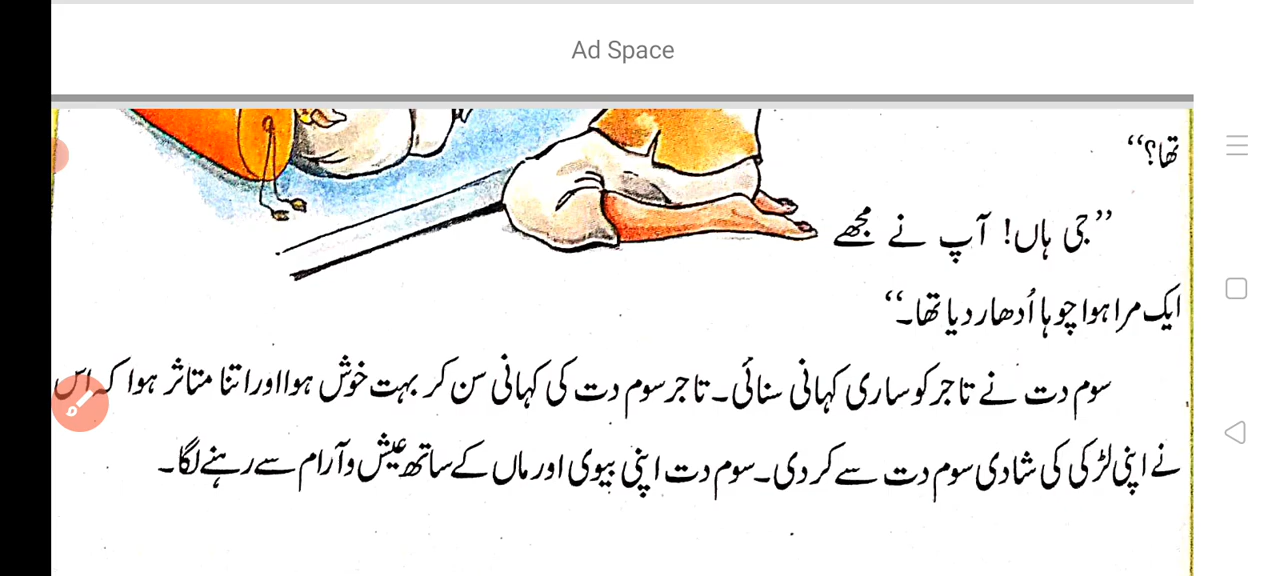 Ad Space
تھا؟‘‘
’’جی ہاں! آپ نے مجھے
ایک مرا ہوا چوہا اُدھار دیا تھا۔‘‘
سوم دت نے تاجر کو ساری کہانی سنائی۔ تاجر سوم دت کی کہانی سن کر بہت خوش ہوا اور اتنا متاثر ہوا کہ اس
نے اپنی لڑکی کی شادی سوم دت سے کر دی۔ سوم دت اپنی بیوی اور ماں کے ساتھ عیش و آرام سے رہنے لگا۔